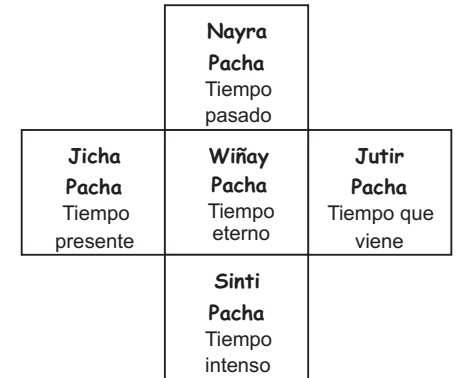 Nayra
Pacha
Tiempo
pasado
Jicha
Pacha
Tiempo
presente
Wiñay
Pacha
Tiempo
eterno
Jutir
Pacha
Tiempo que
viene
Sinti
Pacha
Tiempo
intenso